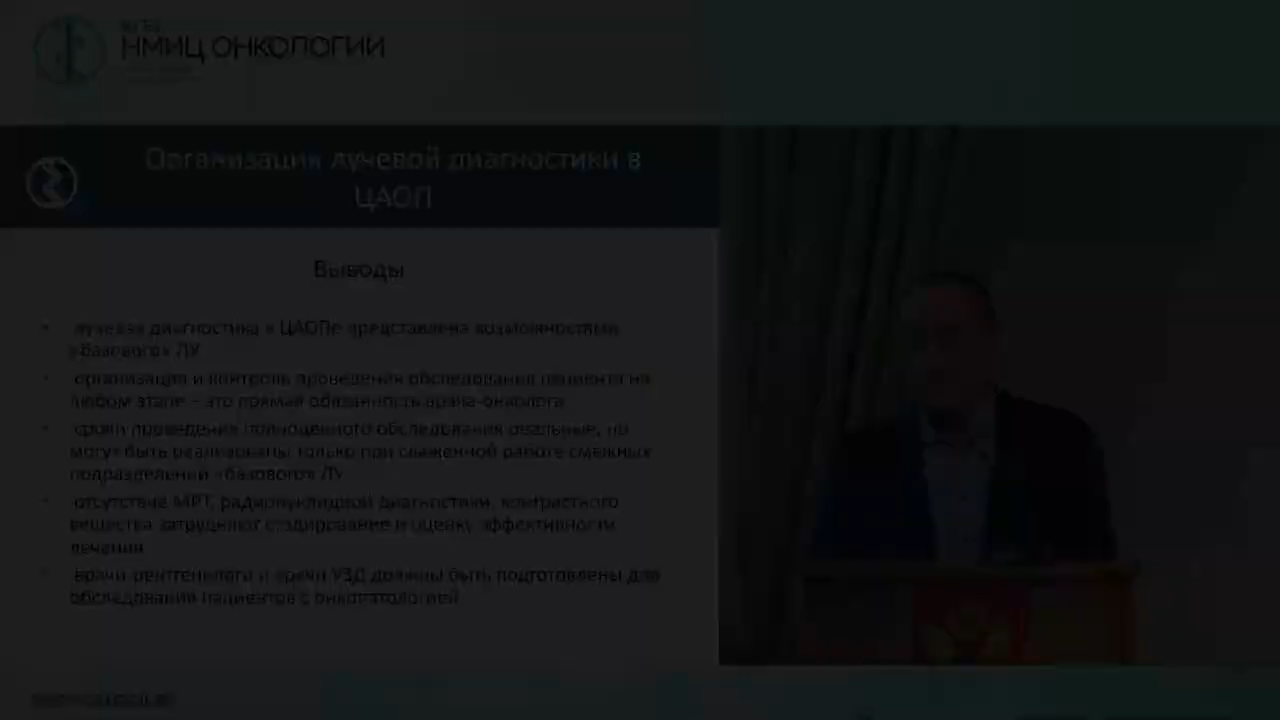 НМИЦ ОНКОЛОГИИ
Организация лучевой диагностики в
ЦАОП
Выводы
лучевая диагностика в ЦАОПе представлена возможностями
«базового» ЛУ
организация и контроль проведения обследования пациента на
любом этапе – это прямая обязанность врача-онколога
сроки проведения полноценного обследования реальные, но
могут быть реализованы только при слаженной работе смежных
подразделений «базового» ЛУ
отсутствие МРТ, радионуклидной диагностики, контрастного
вещества затрудняют стадирование и оценку эффективности
лечения
врачи-рентгенологи и врачи УЗД должны быть подготовлены для
обследования пациентов с онкопатологией